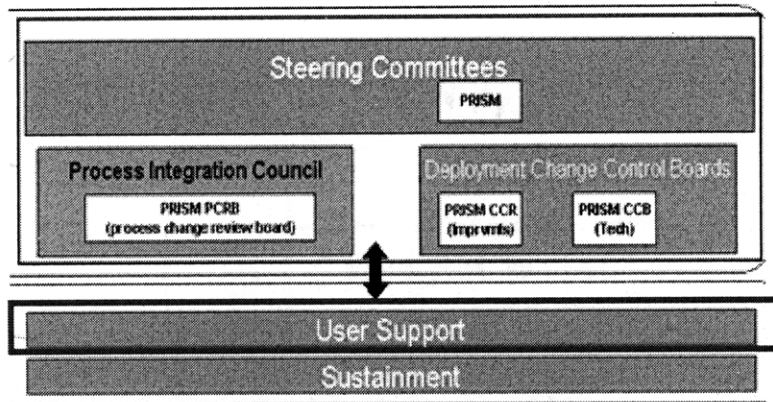 Steering Committees
PRISM
Process Integration Council
PRISM PCRB
(process change review board)
Deployment Change Control Boards
PRISM CCR
(Imprvmts)
PRISM CCB
(Tech)
User Support
Sustainment